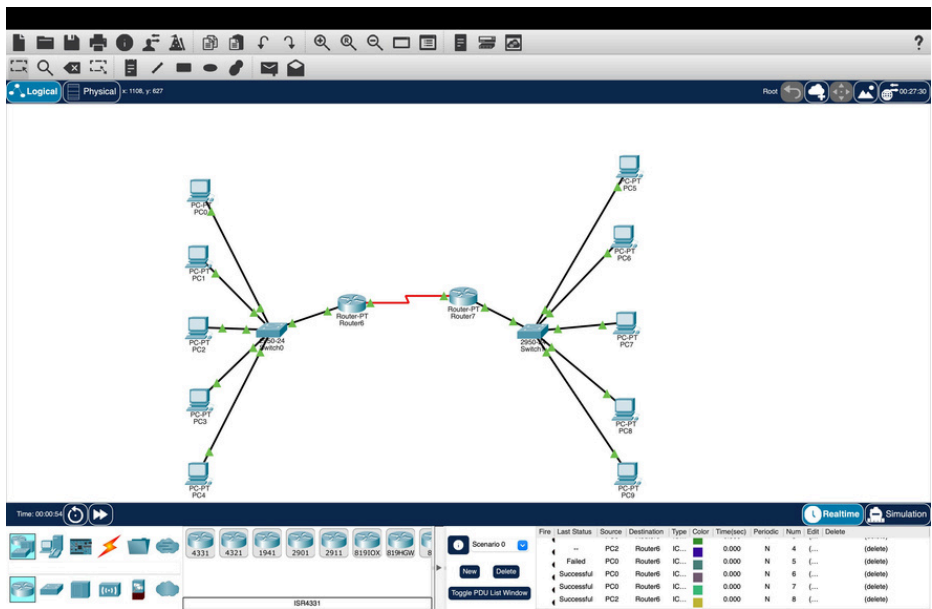 ?
Logical Physical x: 1108, y: 627 Root 00:27:30
PC-PT
PC0
PC-PT
PC1
PC-PT
PC2
PC-PT
PC3
PC-PT
PC4
50-24
Switch0
Router-PT
Router6
Router-PT
Router7
2950-
Switch
PC-PT
PC5
PC-PT
PC6
PC-PT
PC7
PC-PT
PC8
PC-PT
PC9
Time: 00:00:54 Realtime Simulation
4331 4321 1941 2901 2911 819IOX 819HGW 8
ISR4331
Scenario 0
New Delete
Toggle PDU List Window
Fire Last Status Source Destination Type Color Time(sec) Periodic Num Edit Delete
-- PC2 Router6 IC... 0.000 N 4 (... (delete)
Failed PC0 Router6 IC... 0.000 N 5 (... (delete)
Successful PC0 Router6 IC... 0.000 N 6 (... (delete)
Successful PC0 Router6 IC... 0.000 N 7 (... (delete)
Successful PC2 Router6 IC... 0.000 N 8 (... (delete)